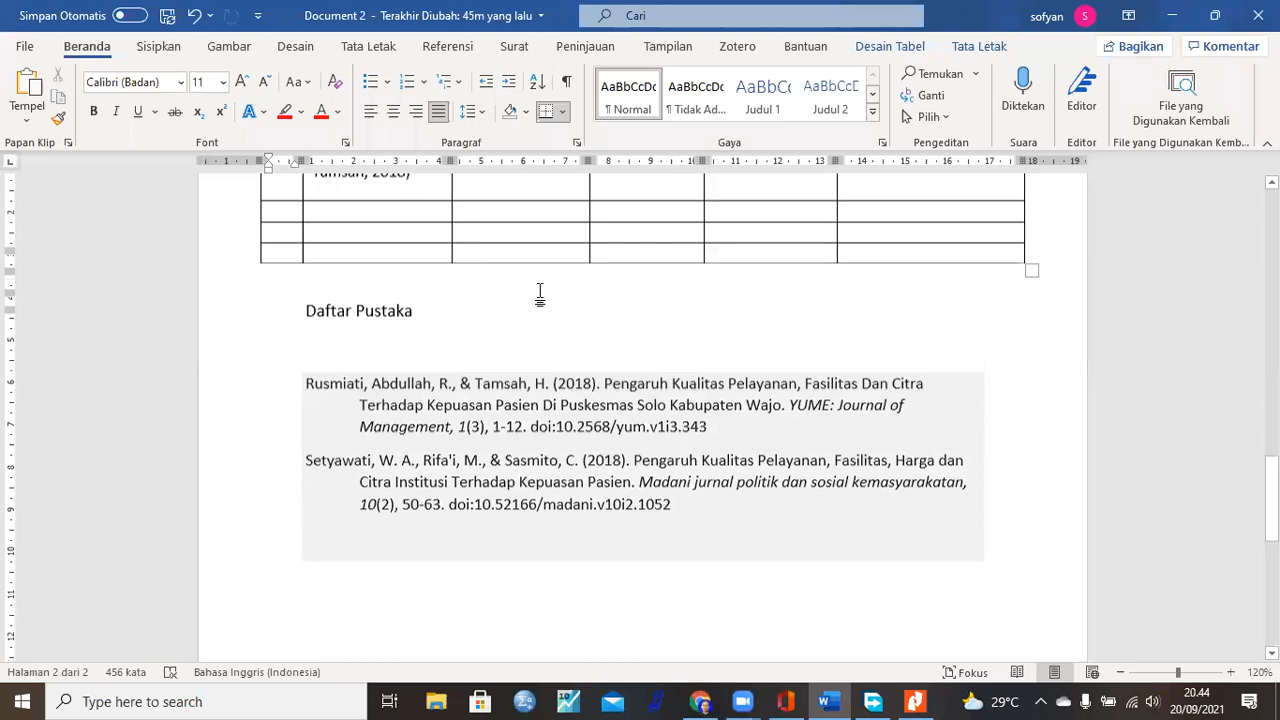 Simpan Otomatis
Document 2 - Terakhir Diubah: 45m yang lalu
Cari
sofyan
S
File
Beranda
Sisipkan
Gambar
Desain
Tata Letak
Referensi
Surat
Peninjauan
Tampilan
Zotero
Bantuan
Desain Tabel
Tata Letak
Bagikan
Komentar
Tempel
Calibri (Badan)
11
AaBbCcDc
AaBbCcDc
AaBbCc
AaBbCcD
¶ Normal
¶ Tidak Ad...
Judul 1
Judul 2
Temukan
Ganti
Pilih
Diktekan
Editor
File yang
Digunakan Kembali
Papan Klip
Font
Paragraf
Gaya
Pengeditan
Suara
Editor
File yang Digunakan Kemb...
Tamsah, 2018)
Daftar Pustaka
Rusmiati, Abdullah, R., & Tamsah, H. (2018). Pengaruh Kualitas Pelayanan, Fasilitas Dan Citra
Terhadap Kepuasan Pasien Di Puskesmas Solo Kabupaten Wajo. YUME: Journal of
Management, 1(3), 1-12. doi:10.2568/yum.v1i3.343
Setyawati, W. A., Rifa'i, M., & Sasmito, C. (2018). Pengaruh Kualitas Pelayanan, Fasilitas, Harga dan
Citra Institusi Terhadap Kepuasan Pasien. Madani jurnal politik dan sosial kemasyarakatan,
10(2), 50-63. doi:10.52166/madani.v10i2.1052
Halaman 2 dari 2
456 kata
Bahasa Inggris (Indonesia)
Fokus
120%
Type here to search
29°C
20.44
20/09/2021